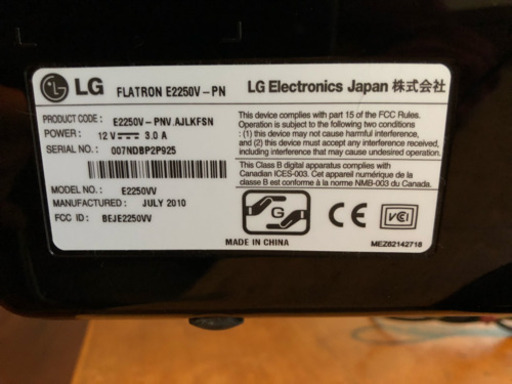 LG FLATRON E2250V-PN LG Electronics Japan 株式会社
PRODUCT CODE : E2250V-PNV.AJLKFSN
POWER : 12V 3.0A
SERIAL NO. : 007NDBP2P925
This device complies with part 15 of the FCC Rules.
Operation is subject to the following two conditions :
(1) this device may not cause harmful interference,
and (2) this device must accept any interference received,
including interference that may cause undesired operation.
This Class B digital apparatus complies with
Canadian ICES-003. Cet appareil numérique de la
classe B est conforme à la norme NMB-003 du Canada.
MODEL NO. : E2250VV
MANUFACTURED : JULY 2010
FCC ID : BEJE2250VV
G
CE
VCI
MADE IN CHINA
MEZ62142718